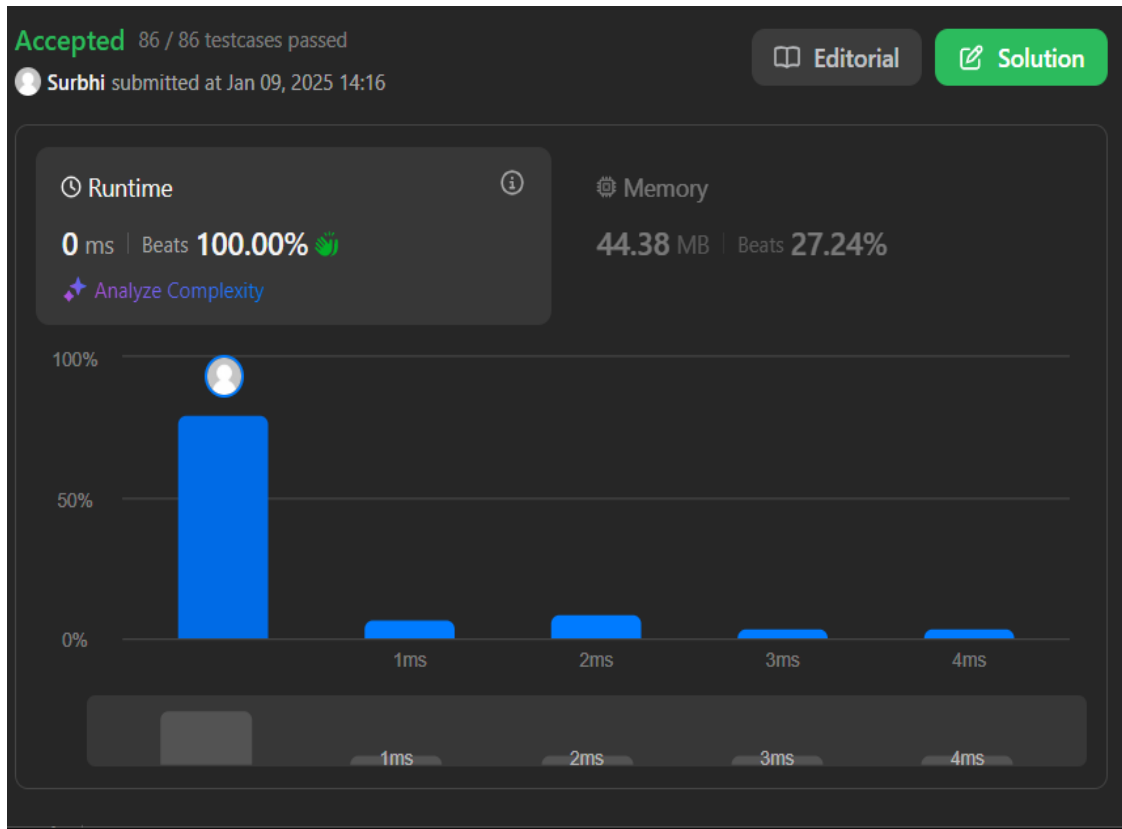 Accepted 86 / 86 testcases passed
Surbhi submitted at Jan 09, 2025 14:16
Editorial
Solution
Runtime
0 ms | Beats 100.00%
Analyze Complexity
Memory
44.38 MB | Beats 27.24%
100%
50%
0%
1ms 2ms 3ms 4ms
1ms 2ms 3ms 4ms